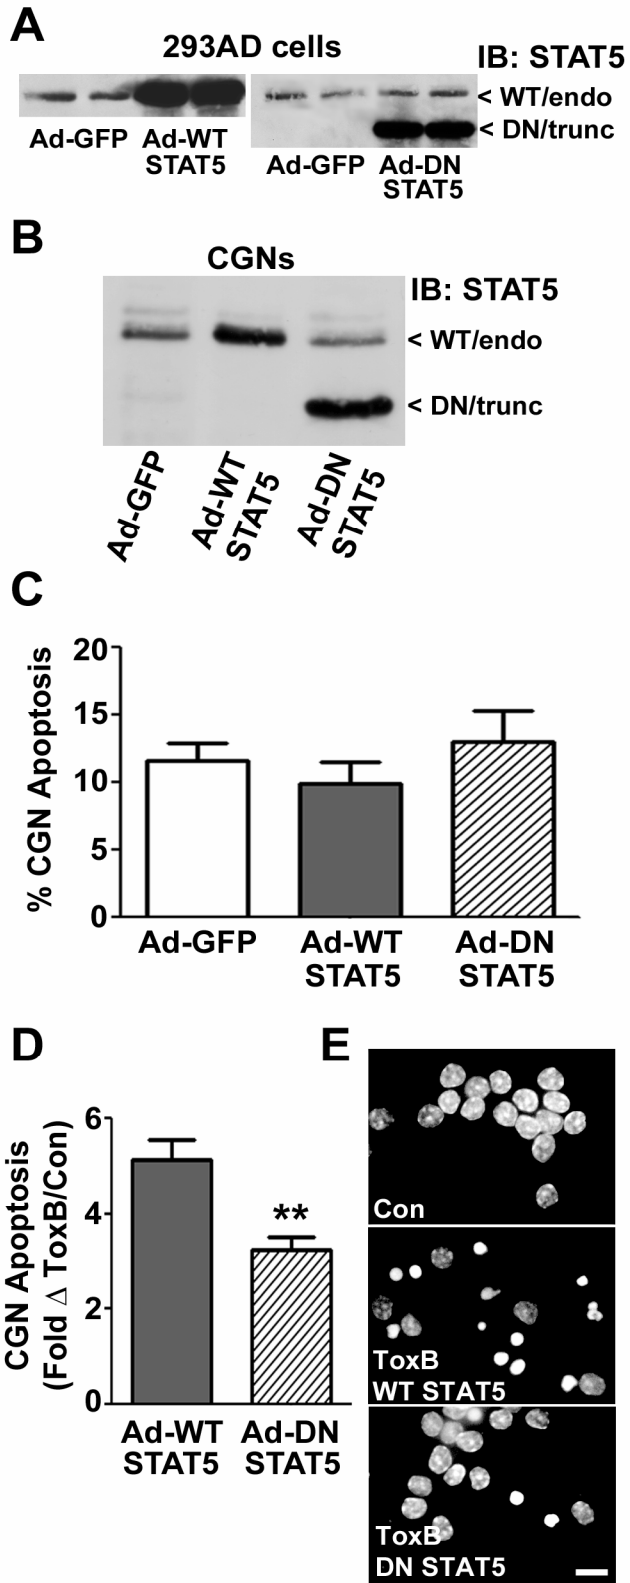 A
293AD cells
IB: STAT5
< WT/endo
< DN/trunc
Ad-GFP Ad-WT STAT5
Ad-GFP Ad-DN STAT5
B
CGNs
IB: STAT5
< WT/endo
< DN/trunc
Ad-GFP
Ad-WT
STAT5
Ad-DN
STAT5
C
% CGN Apoptosis
20
15
10
5
0
Ad-GFP
Ad-WT
STAT5
Ad-DN
STAT5
D
CGN Apoptosis
(Fold Δ ToxB/Con)
6
4
2
0
**
Ad-WT
STAT5
Ad-DN
STAT5
E
Con
ToxB
WT STAT5
ToxB
DN STAT5